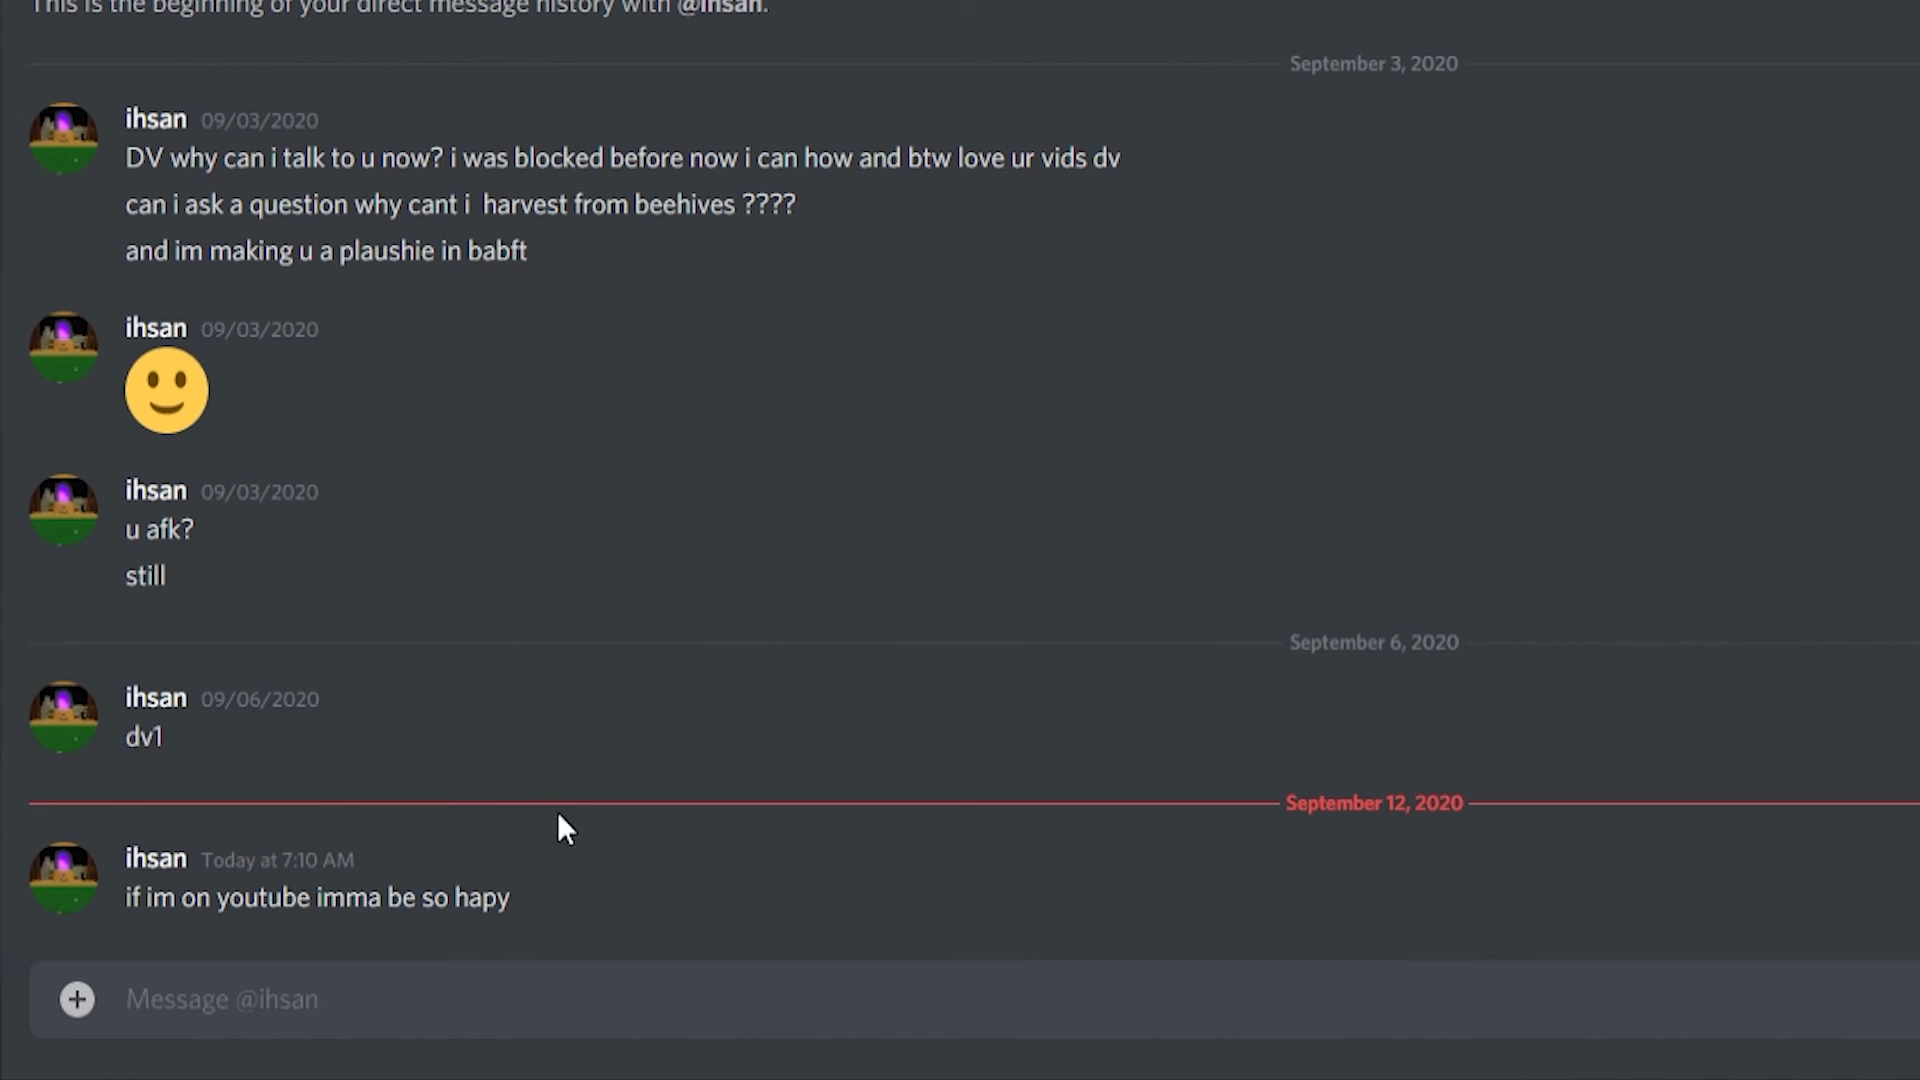 This is the beginning of your direct message history with @ihsan.
September 3, 2020
ihsan 09/03/2020
DV why can i talk to u now? i was blocked before now i can how and btw love ur vids dv
can i ask a question why cant i harvest from beehives ????
and im making u a plaushie in babft
ihsan 09/03/2020
ihsan 09/03/2020
u afk?
still
September 6, 2020
ihsan 09/06/2020
dv1
September 12, 2020
ihsan Today at 7:10 AM
if im on youtube imma be so hapy
Message @ihsan